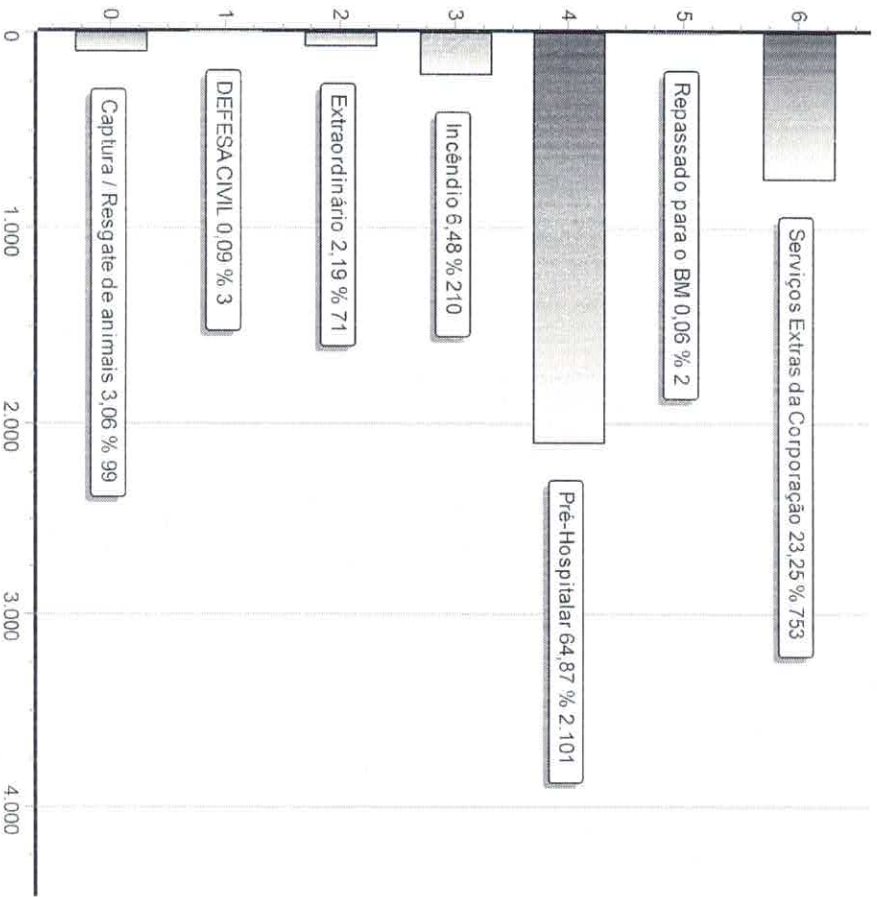 6
5
4
3
2
1
0
Serviços Extras da Corporação 23,25 % 753
Repassado para o BM 0,06 % 2
Pré-Hospitalar 64,87 % 2.101
Incêndio 6,48 % 210
Extraordinário 2,19 % 71
DEFESA CIVIL 0,09 % 3
Captura / Resgate de animais 3,06 % 99
0
1.000
2.000
3.000
4.000